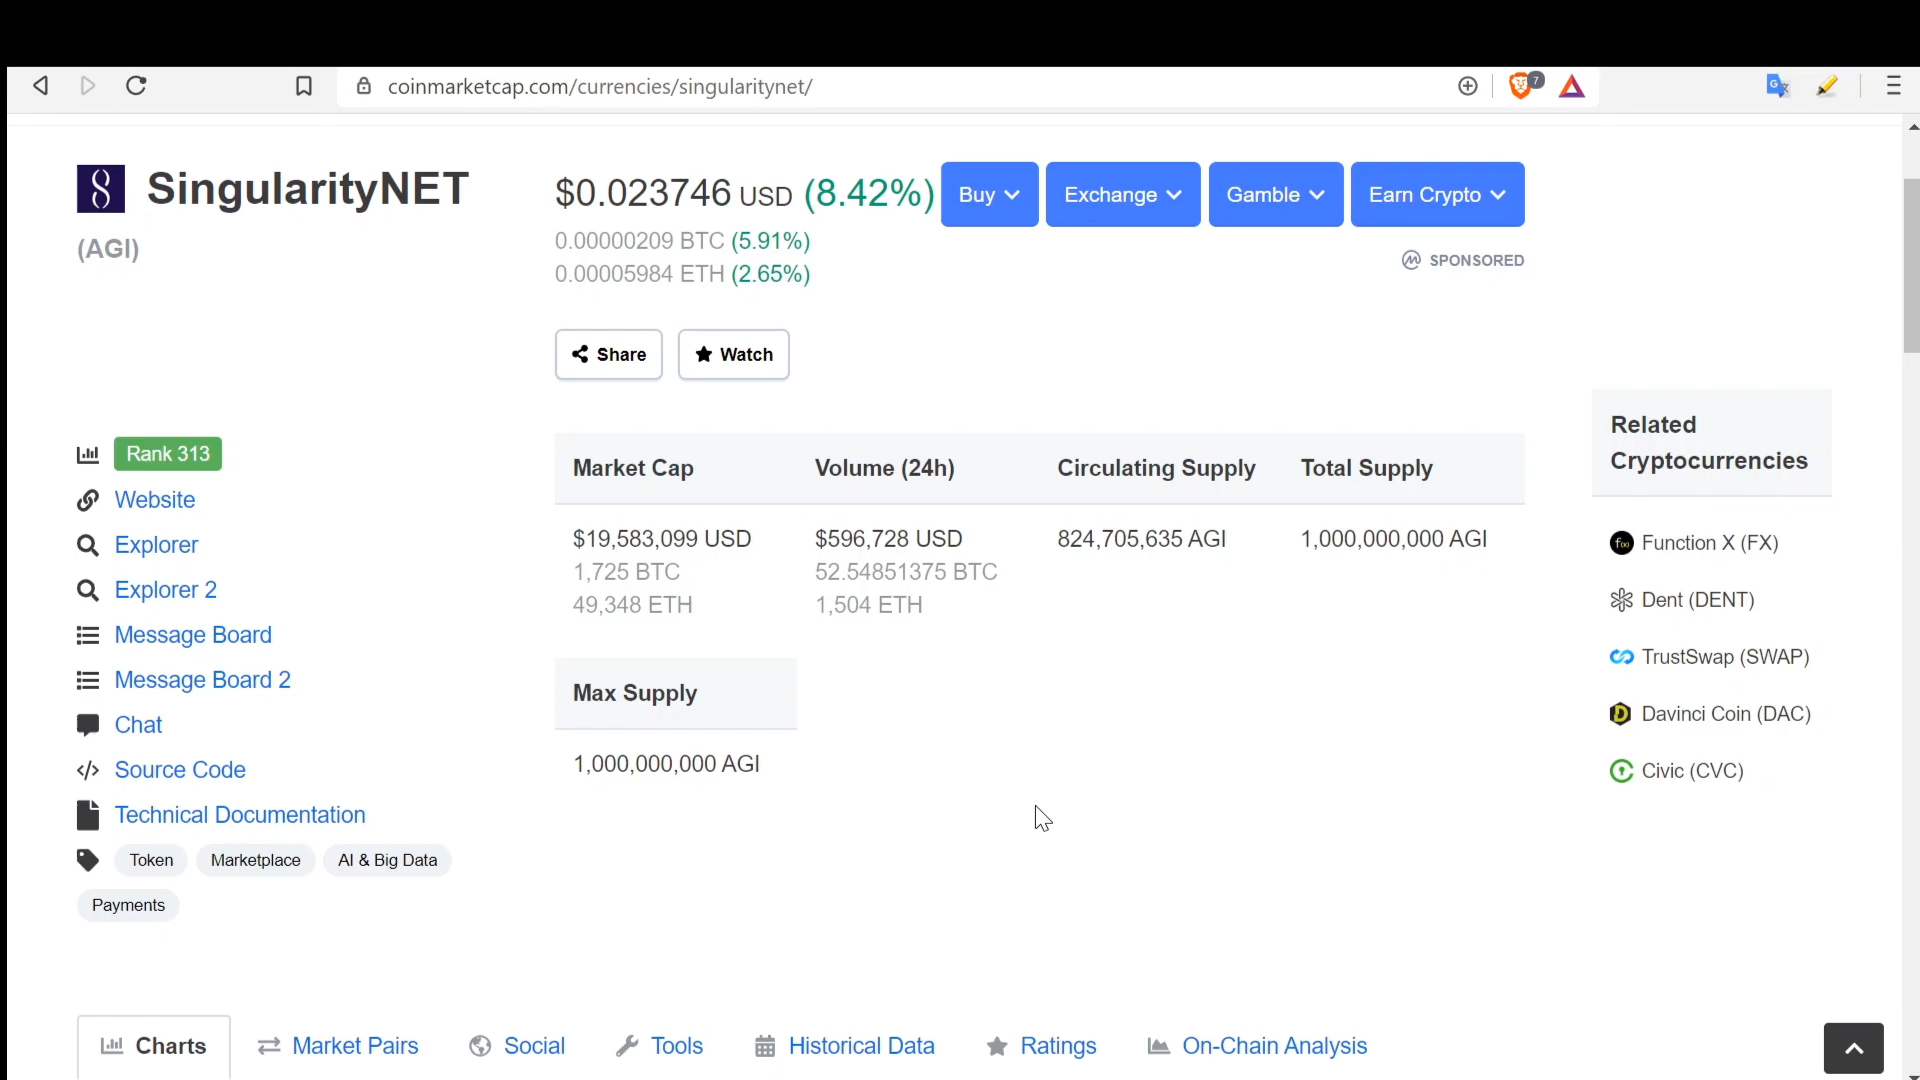 coinmarketcap.com/currencies/singularitynet/
7
SingularityNET
(AGI)
$0.023746 USD (8.42%)
0.00000209 BTC (5.91%)
0.00005984 ETH (2.65%)
Buy
Exchange
Gamble
Earn Crypto
SPONSORED
Share
Watch
Rank 313
Website
Explorer
Explorer 2
Message Board
Message Board 2
Chat
Source Code
Technical Documentation
Token
Marketplace
AI & Big Data
Payments
Market Cap
Volume (24h)
Circulating Supply
Total Supply
$19,583,099 USD
1,725 BTC
49,348 ETH
$596,728 USD
52.54851375 BTC
1,504 ETH
824,705,635 AGI
1,000,000,000 AGI
Max Supply
1,000,000,000 AGI
Related
Cryptocurrencies
Function X (FX)
Dent (DENT)
TrustSwap (SWAP)
Davinci Coin (DAC)
Civic (CVC)
Charts
Market Pairs
Social
Tools
Historical Data
Ratings
On-Chain Analysis